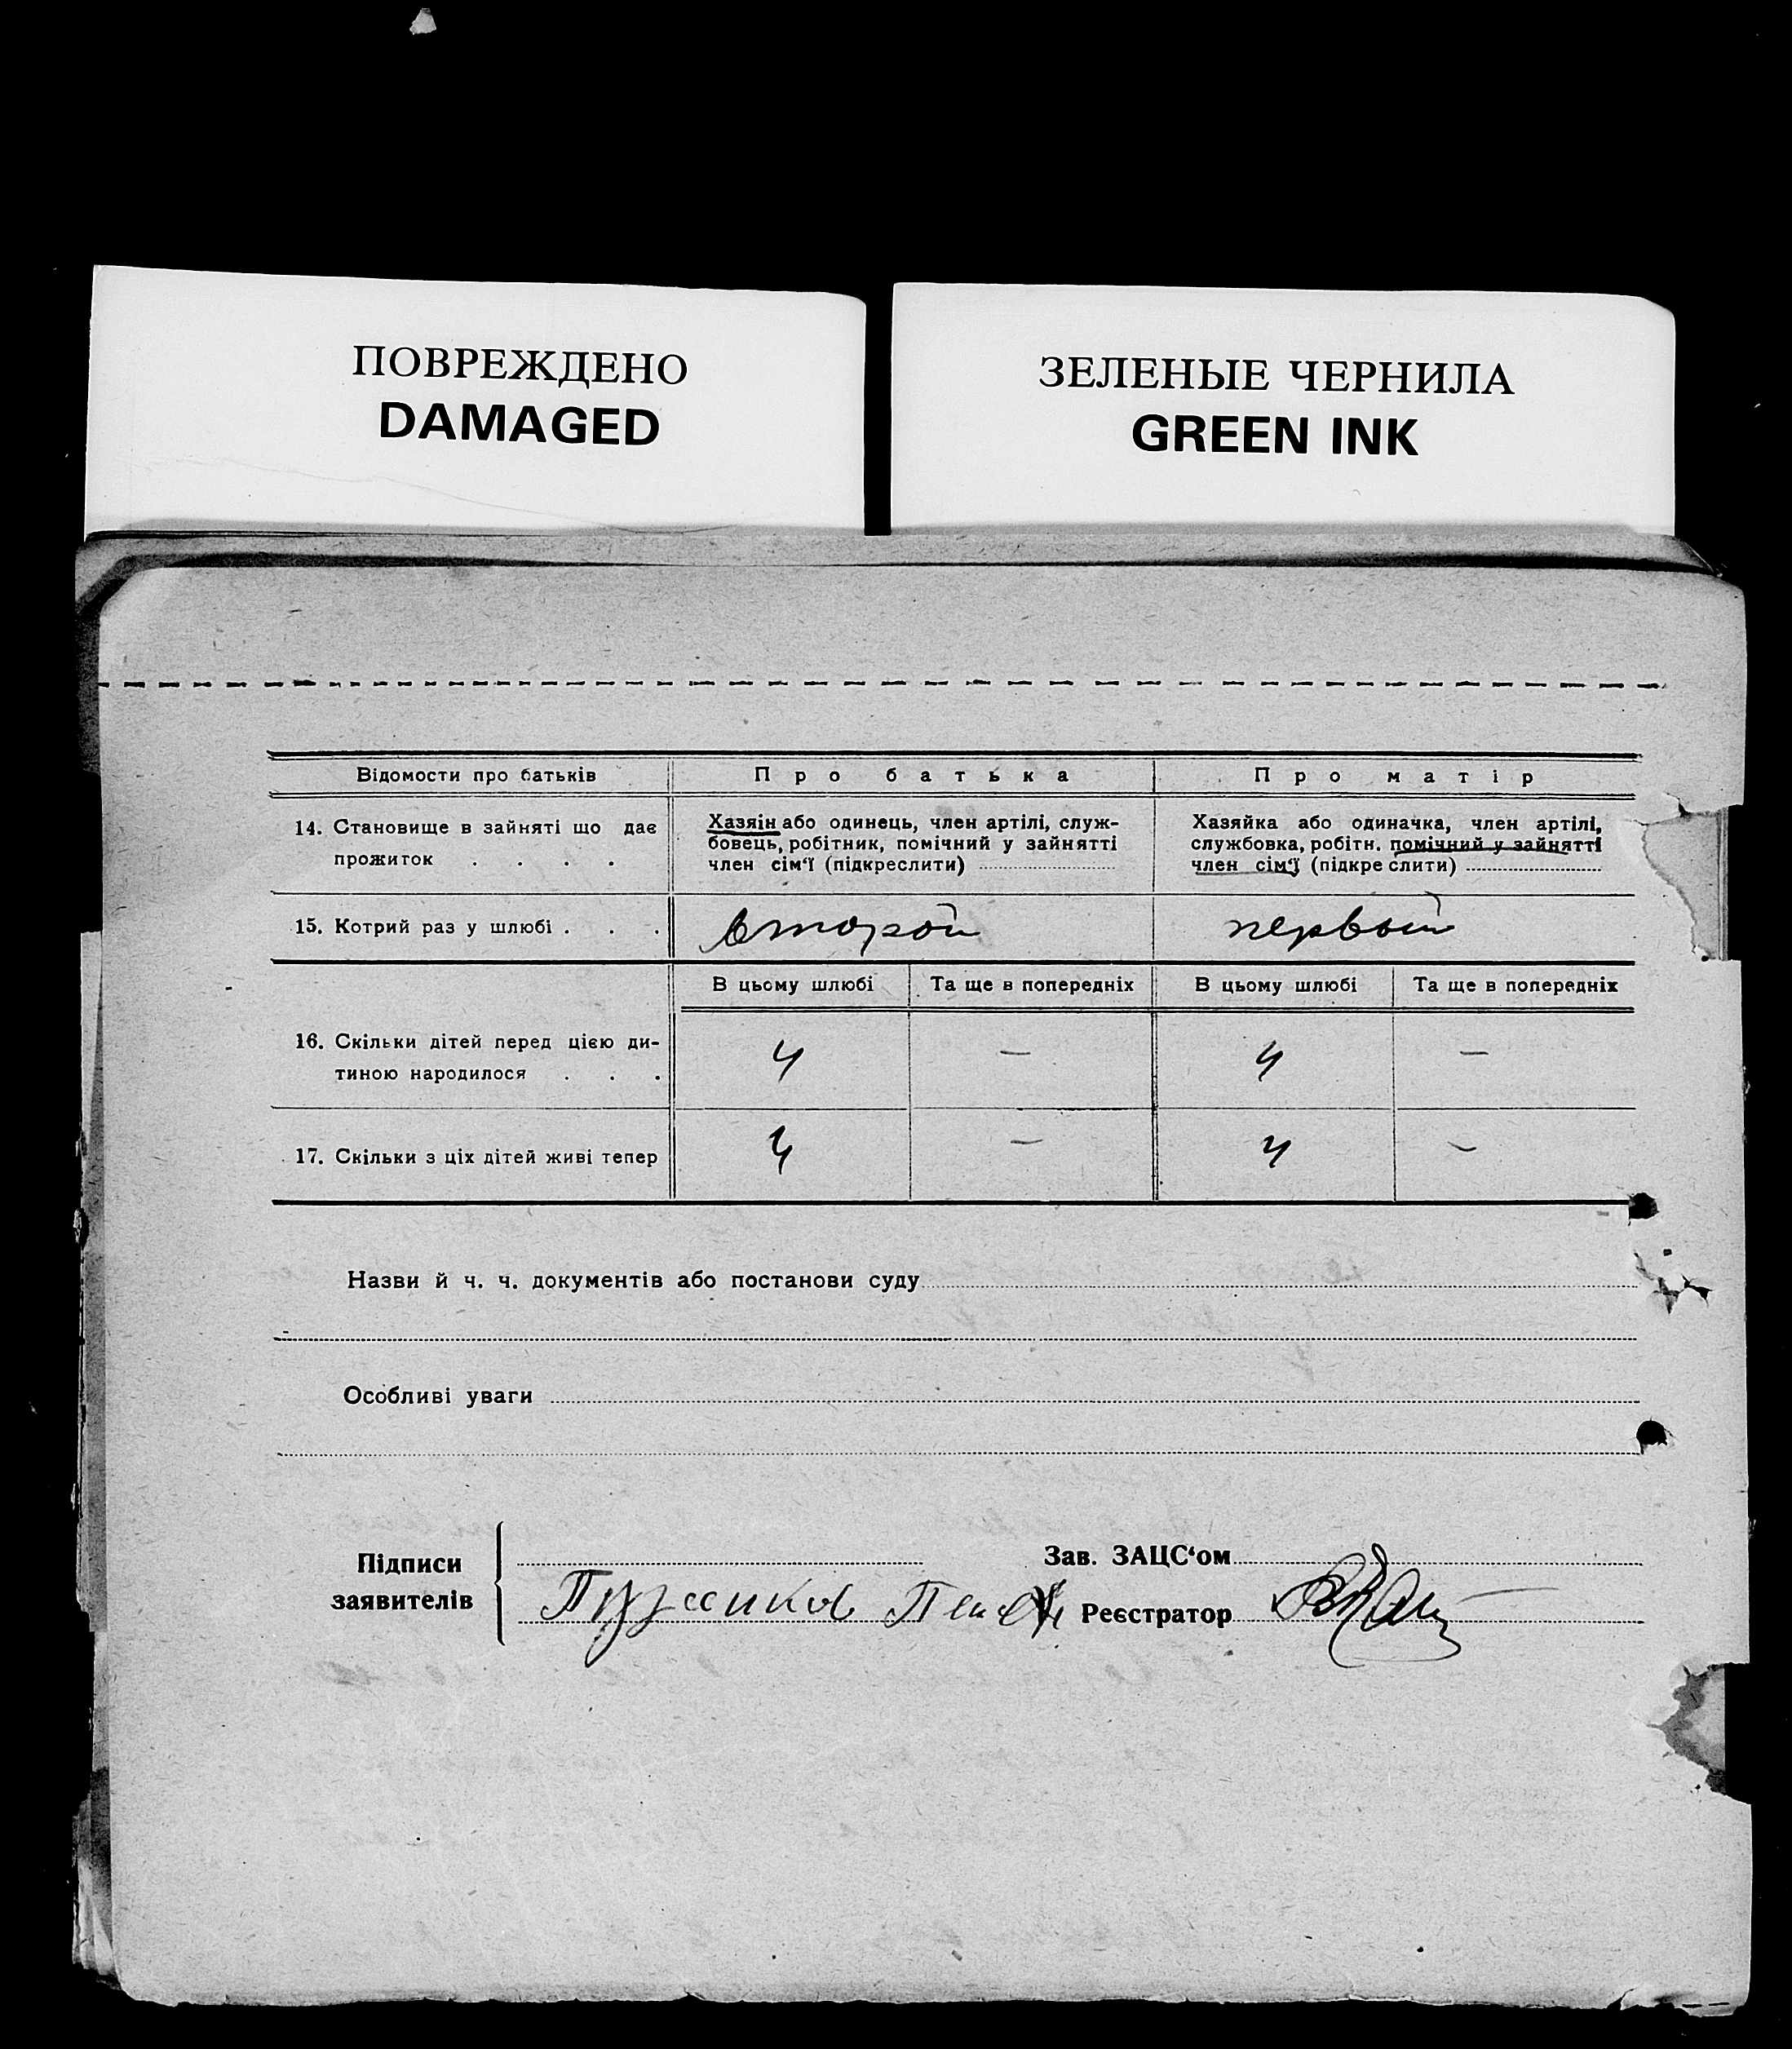 ПОВРЕЖДЕНО
DAMAGED
ЗЕЛЕНЫЕ ЧЕРНИЛА
GREEN INK
Відомости про батьків
Про батька
Про матір
14. Становище в зайняті що дає
прожиток . . . .
Хазяїн або одинець, член артілі, служ-
бовець, робітник, помічний у зайнятті
член сім‘ї (підкреслити)
Хазяйка або одиначка, член артілі,
службовка, робітн. помічний у зайнятті
член сім‘ї (підкреслити)
15. Котрий раз у шлюбі . . .
второй
первый
В цьому шлюбі
Та ще в попередніх
В цьому шлюбі
Та ще в попередніх
16. Скільки дітей перед цією ди-
тиною народилося . . .
4 — 4 —
17. Скільки з ціх дітей живі тепер
4 — 4 —
Назви й ч. ч. документів або постанови суду
Особливі уваги
Підписи
заявителів
Зав. ЗАЦС‘ом
Реєстратор